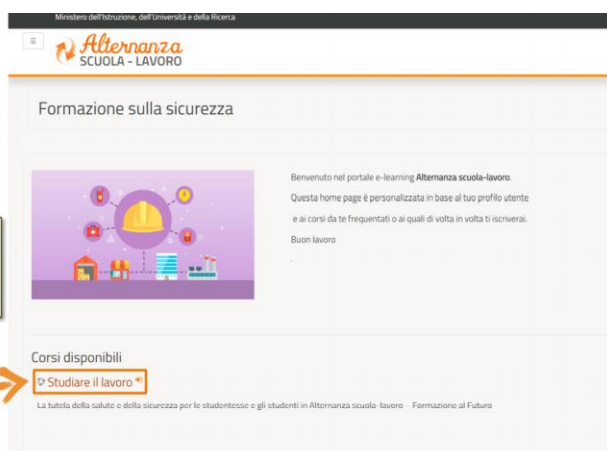 Ministero dell'Istruzione, dell'Università e della Ricerca
Alternanza
SCUOLA - LAVORO
Formazione sulla sicurezza
Benvenuto nel portale e-learning Alternanza scuola-lavoro.
Questa home page è personalizzata in base al tuo profilo utente
e ai corsi da te frequentati o ai quali di volta in volta ti iscriverai.
Buon lavoro
.
Corsi disponibili
Studiare il lavoro
La tutela della salute e della sicurezza per le studentesse e gli studenti in Alternanza scuola-lavoro – Formazione al Futuro